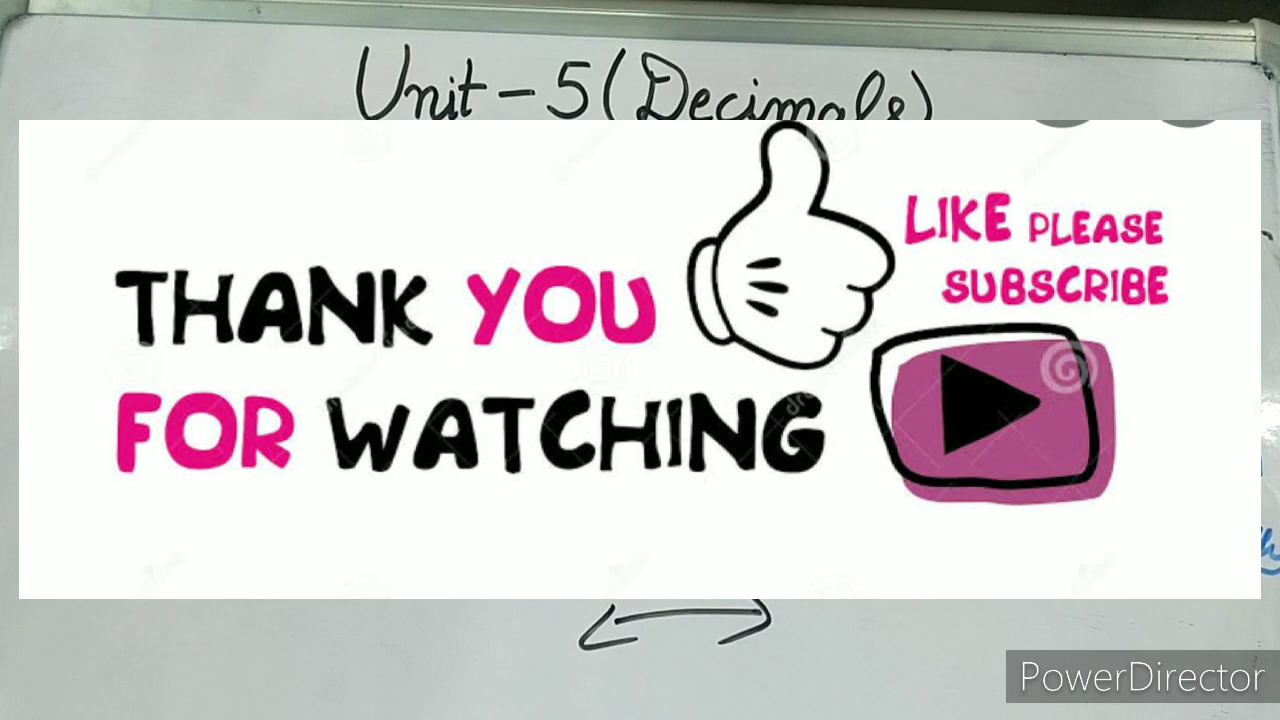 Unit - 5 (Decimals)
THANK YOU
FOR WATCHING
LIKE PLEASE
SUBSCRIBE
PowerDirector